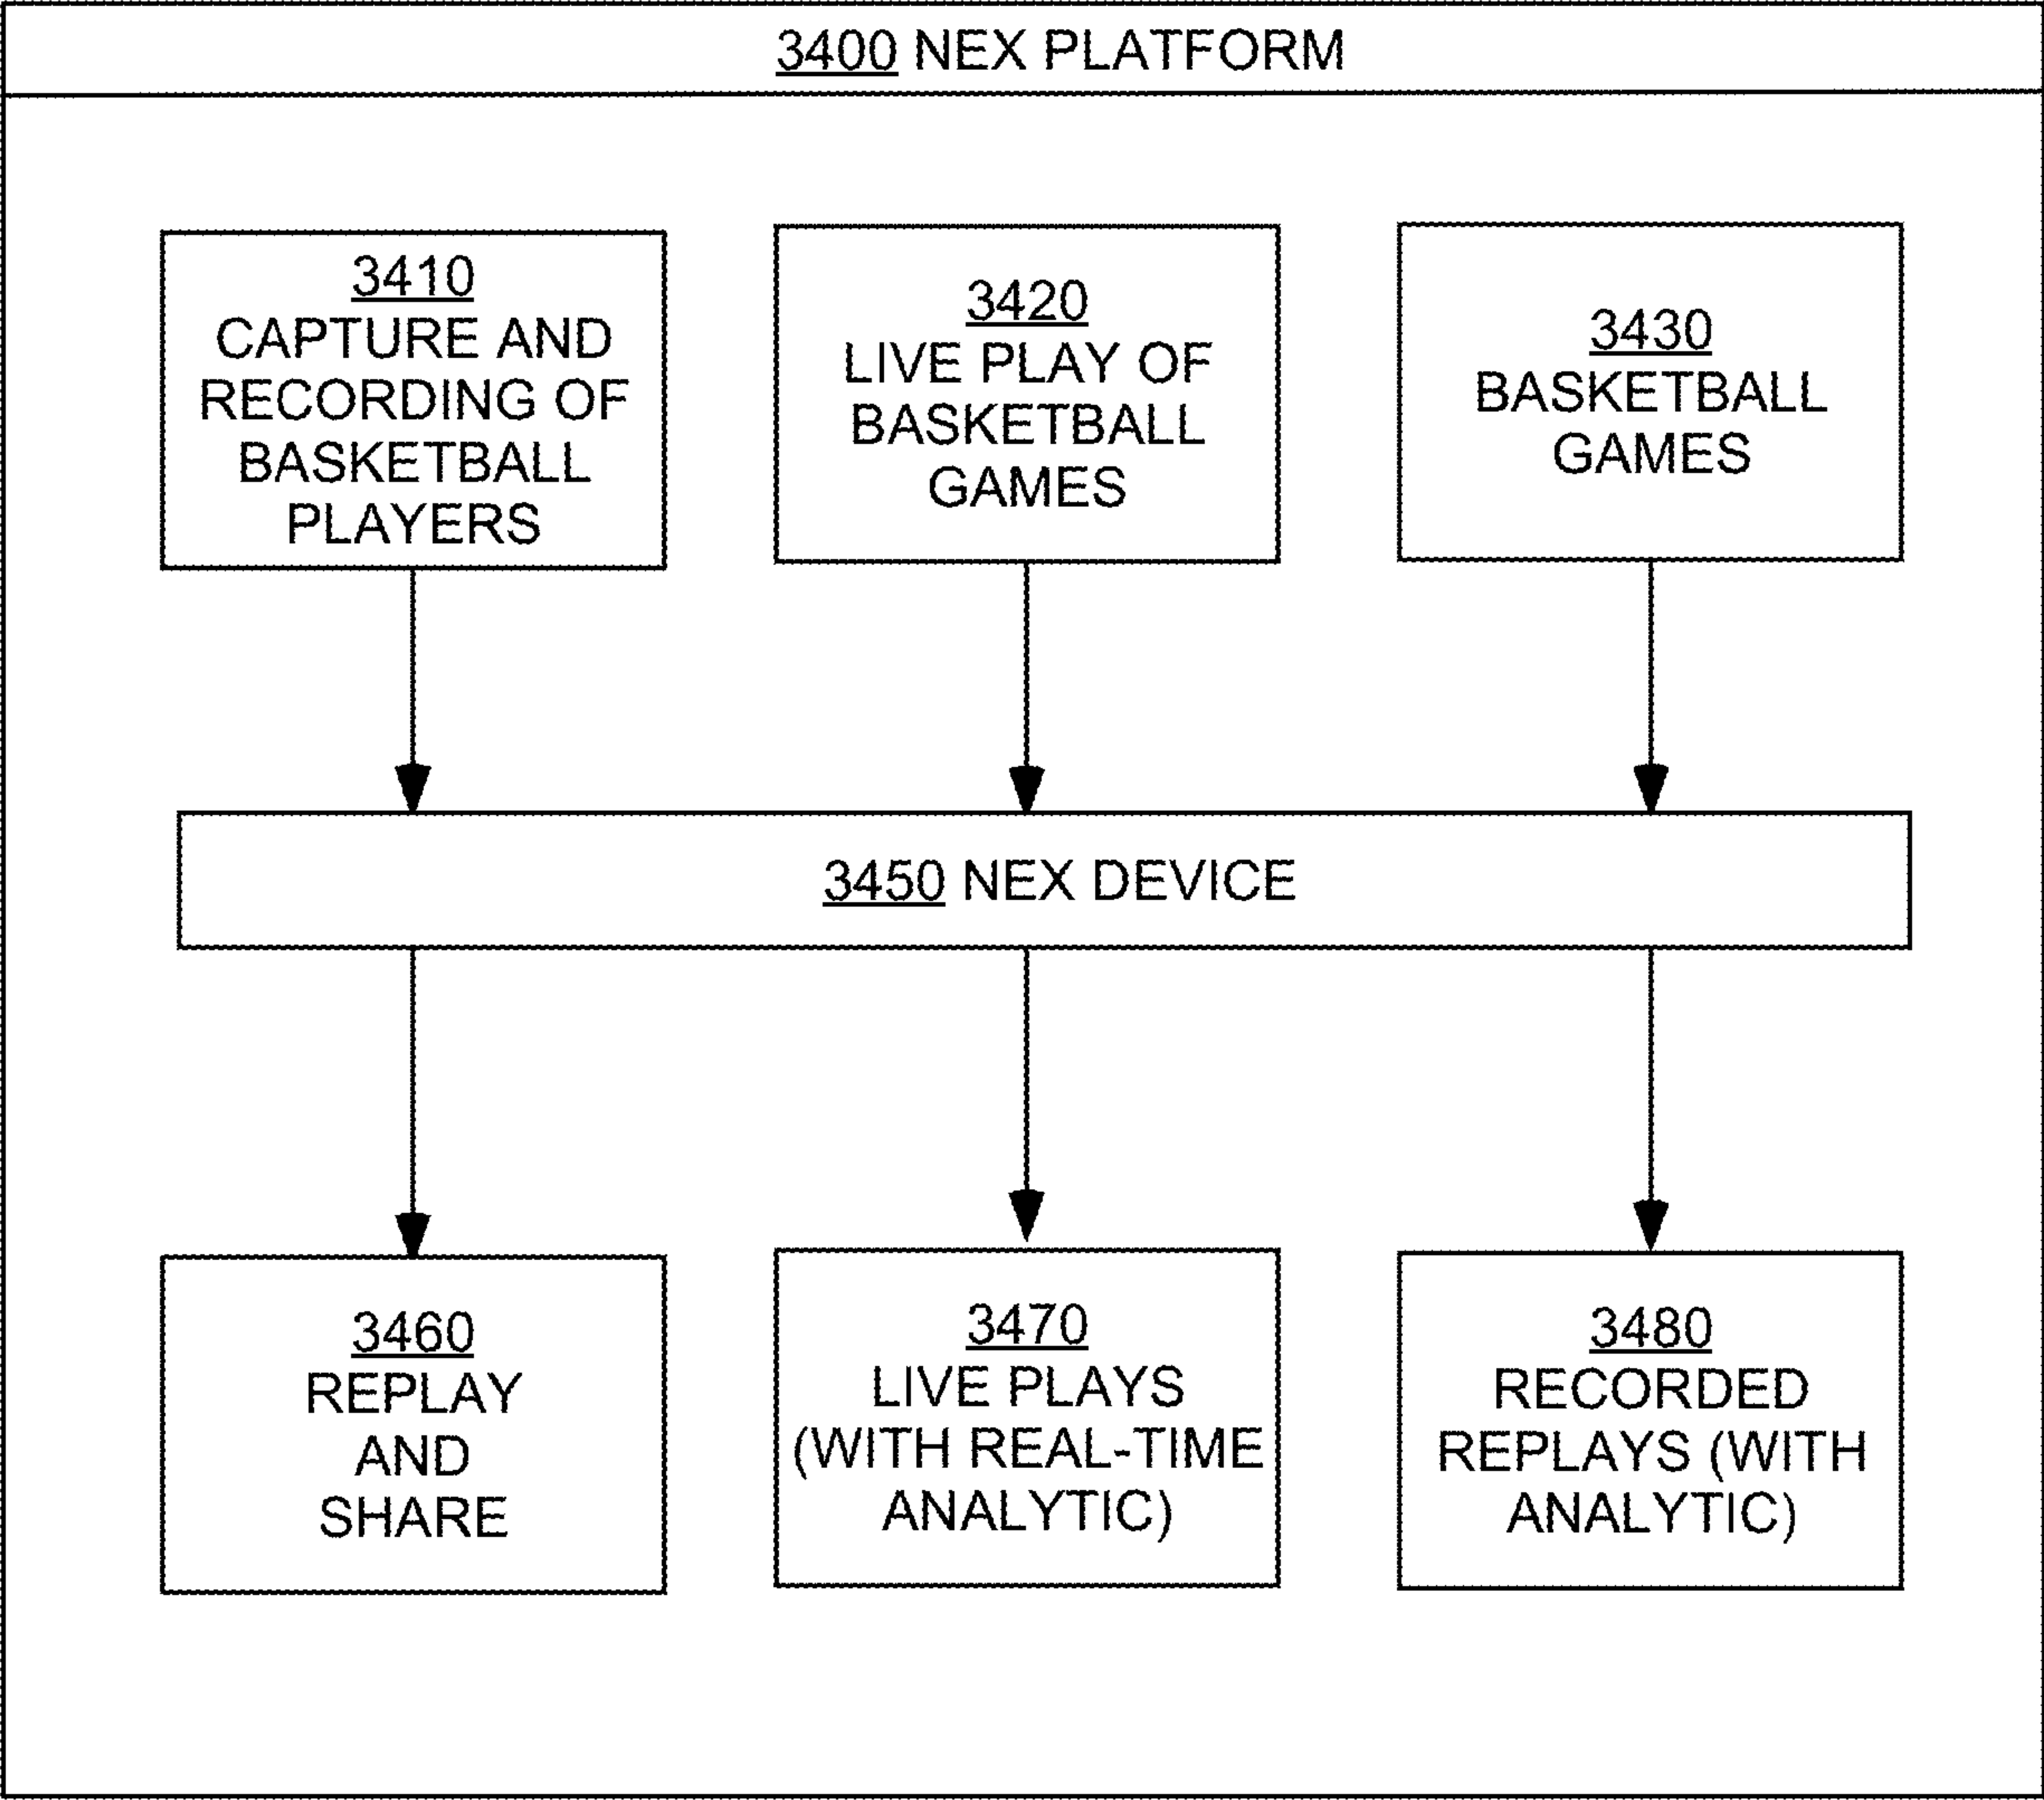 3400 NEX PLATFORM
3410
CAPTURE AND
RECORDING OF
BASKETBALL
PLAYERS
3420
LIVE PLAY OF
BASKETBALL
GAMES
3430
BASKETBALL
GAMES
3450 NEX DEVICE
3460
REPLAY
AND
SHARE
3470
LIVE PLAYS
(WITH REAL-TIME
ANALYTIC)
3480
RECORDED
REPLAYS (WITH
ANALYTIC)